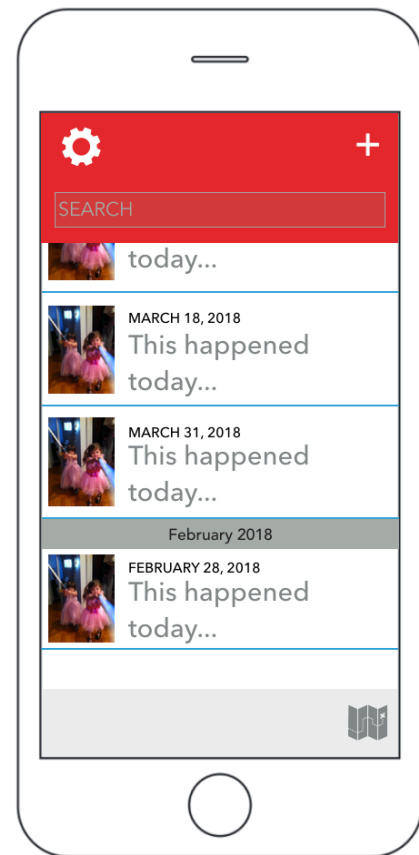 SEARCH
today...
MARCH 18, 2018
This happened
today...
MARCH 31, 2018
This happened
today...
February 2018
FEBRUARY 28, 2018
This happened
today...